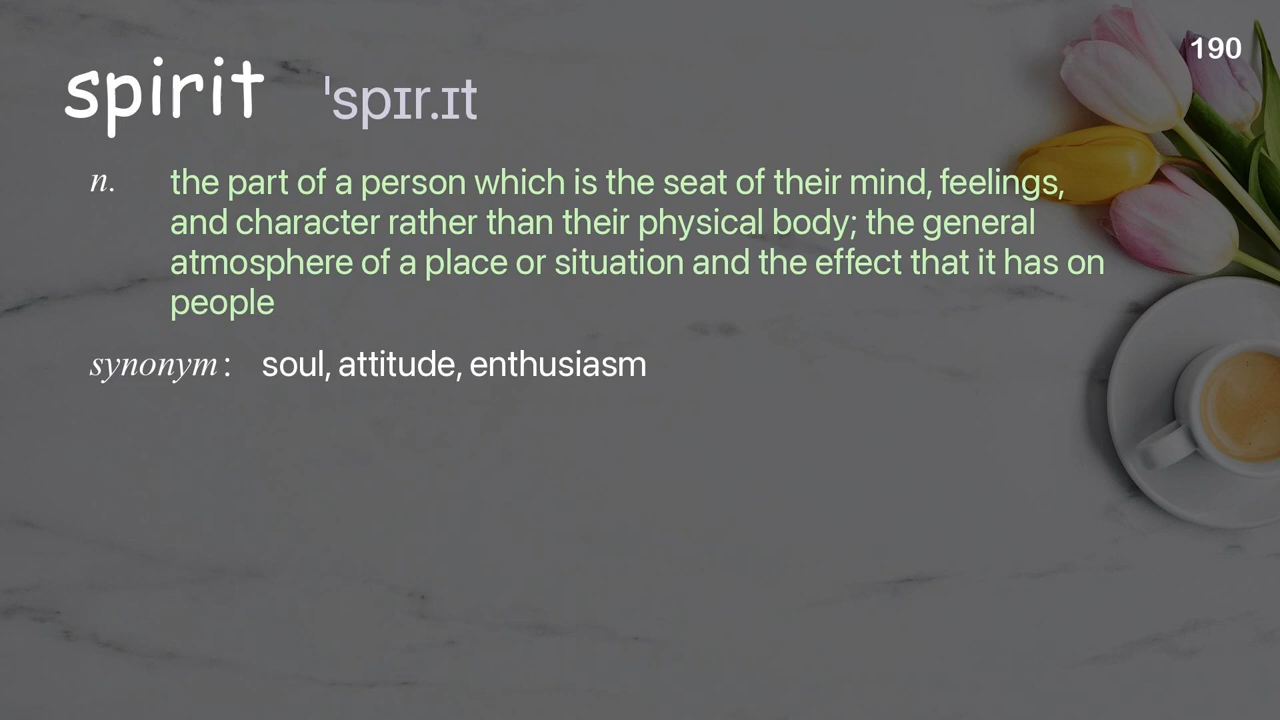 190
spirit ˈspɪr.ɪt
n. the part of a person which is the seat of their mind, feelings,
and character rather than their physical body; the general
atmosphere of a place or situation and the effect that it has on
people
synonym: soul, attitude, enthusiasm